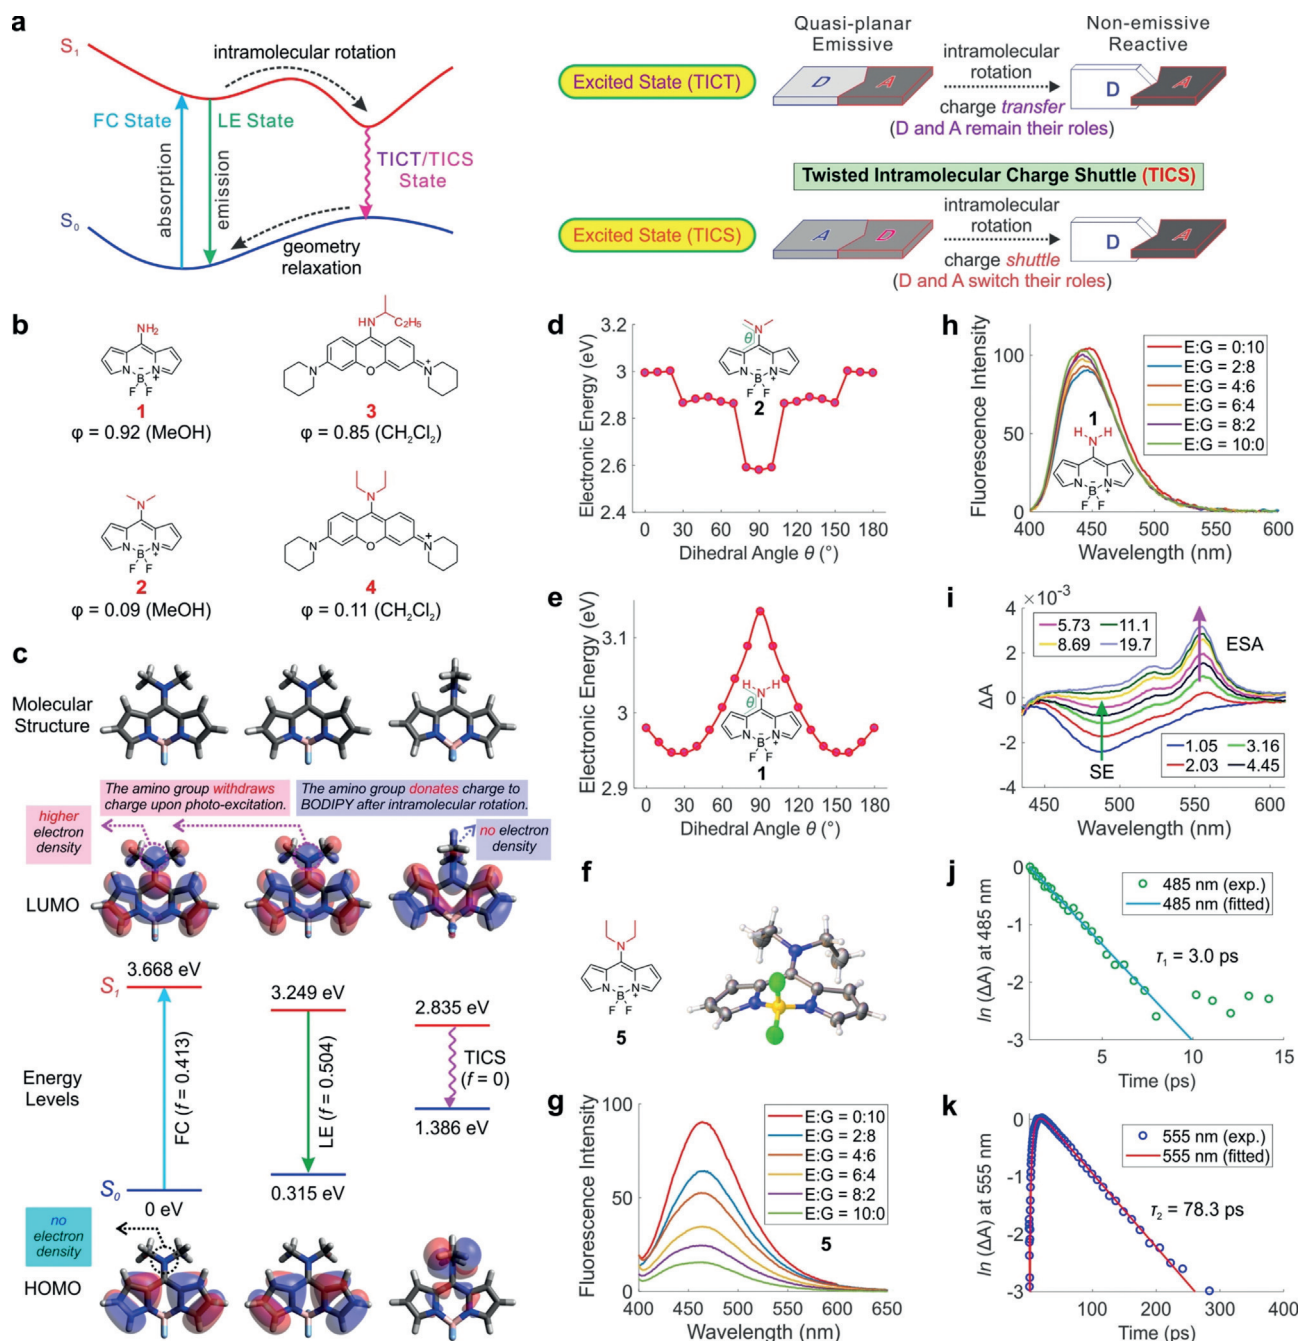 a
S1
S0
FC State
absorption
LE State
emission
intramolecular rotation
TICT/TICS
State
geometry
relaxation
Quasi-planar
Emissive
Non-emissive
Reactive
Excited State (TICT)
D
A
intramolecular
rotation
charge transfer
(D and A remain their roles)
D
A
Twisted Intramolecular Charge Shuttle (TICS)
Excited State (TICS)
A
D
intramolecular
rotation
charge shuttle
(D and A switch their roles)
D
A
b
NH2
N
N+
B-
F
F
1
φ = 0.92 (MeOH)
HN
C2H5
N
O
N+
3
φ = 0.85 (CH2Cl2)
N
N
N+
B-
F
F
2
φ = 0.09 (MeOH)
N
N
O
N+
4
φ = 0.11 (CH2Cl2)
c
Molecular
Structure
The amino group withdraws
charge upon photo-excitation.
The amino group donates charge to
BODIPY after intramolecular rotation.
higher
electron
density
no electron
density
LUMO
S1
3.668 eV
3.249 eV
2.835 eV
Energy
Levels
FC (f = 0.413)
LE (f = 0.504)
TICS
(f = 0)
1.386 eV
0.315 eV
S0
0 eV
no
electron
density
HOMO
d
Electronic Energy (eV)
3.2
3
2.8
2.6
2.4
N
θ
N
N+
B-
F
F
2
0
30
60
90
120
150
180
Dihedral Angle θ (°)
e
Electronic Energy (eV)
3.1
3
2.9
H
N
H
θ
N
N+
B-
F
F
1
0
30
60
90
120
150
180
Dihedral Angle θ (°)
f
N
N
N+
B-
F
F
5
g
Fluorescence Intensity
100
50
0
E:G = 0:10
E:G = 2:8
E:G = 4:6
E:G = 6:4
E:G = 8:2
E:G = 10:0
5
400
450
500
550
600
650
Wavelength (nm)
h
Fluorescence Intensity
100
50
0
E:G = 0:10
E:G = 2:8
E:G = 4:6
E:G = 6:4
E:G = 8:2
E:G = 10:0
1
H
N
H
N
N+
B-
F
F
400
450
500
550
600
Wavelength (nm)
i
×10-3
ΔA
4
2
0
-2
-4
5.73
11.1
8.69
19.7
ESA
SE
1.05
3.16
2.03
4.45
450
500
550
600
Wavelength (nm)
j
ln (ΔA) at 485 nm
0
-1
-2
-3
485 nm (exp.)
485 nm (fitted)
τ1 = 3.0 ps
5
10
15
Time (ps)
k
ln (ΔA) at 555 nm
0
-1
-2
-3
555 nm (exp.)
555 nm (fitted)
τ2 = 78.3 ps
0
100
200
300
400
Time (ps)